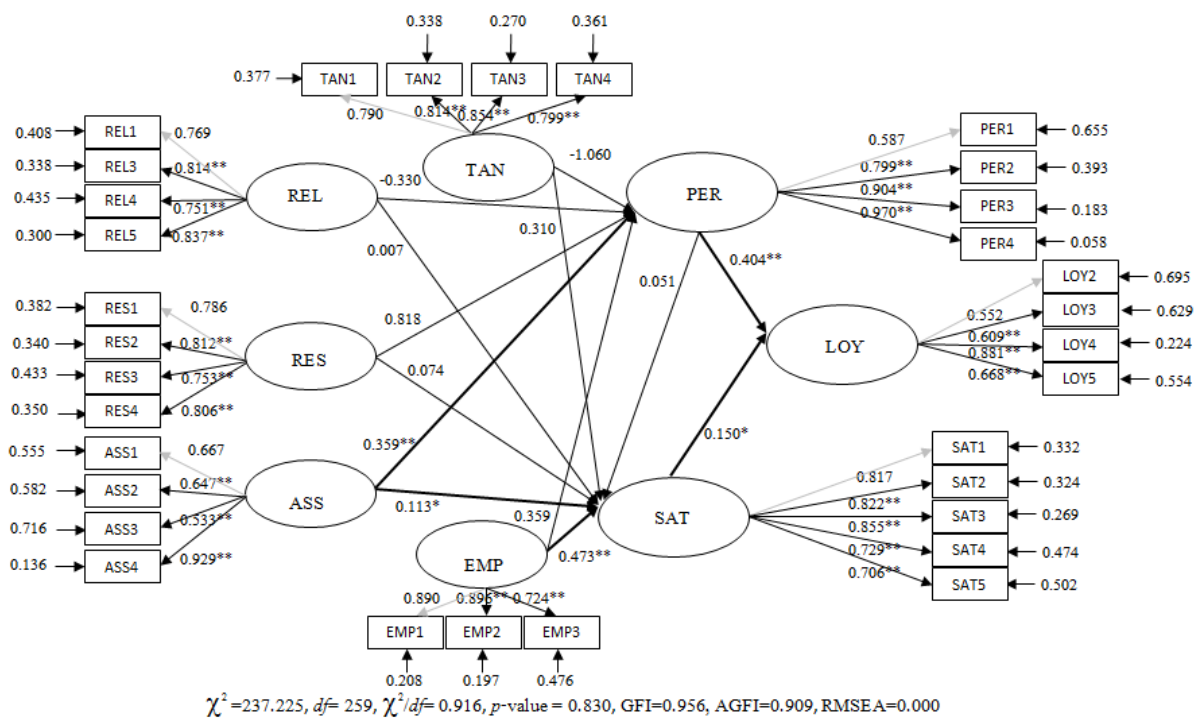 0.338 0.270 0.361
0.377 TAN1 TAN2 TAN3 TAN4
0.790 0.814** 0.854** 0.799**
TAN
0.408 REL1 0.769
0.338 REL3 0.814**
0.435 REL4 0.751**
0.300 REL5 0.837**
REL
-0.330
0.007
-1.060
0.310
PER
0.587 PER1 0.655
0.799** PER2 0.393
0.904** PER3 0.183
0.970** PER4 0.058
0.051
0.404**
0.382 RES1 0.786
0.340 RES2 0.812**
0.433 RES3 0.753**
0.350 RES4 0.806**
RES
0.818
0.074
LOY
0.552 LOY2 0.695
0.609** LOY3 0.629
0.881** LOY4 0.224
0.668** LOY5 0.554
0.555 ASS1 0.667
0.582 ASS2 0.647**
0.716 ASS3 0.533**
0.136 ASS4 0.929**
ASS
0.359**
0.113*
0.150*
SAT
0.817 SAT1 0.332
0.822** SAT2 0.324
0.855** SAT3 0.269
0.729** SAT4 0.474
0.706** SAT5 0.502
0.359
0.473**
EMP
0.890 0.896** 0.724**
EMP1 EMP2 EMP3
0.208 0.197 0.476
χ² =237.225, df= 259, χ²/df= 0.916, p-value = 0.830, GFI=0.956, AGFI=0.909, RMSEA=0.000